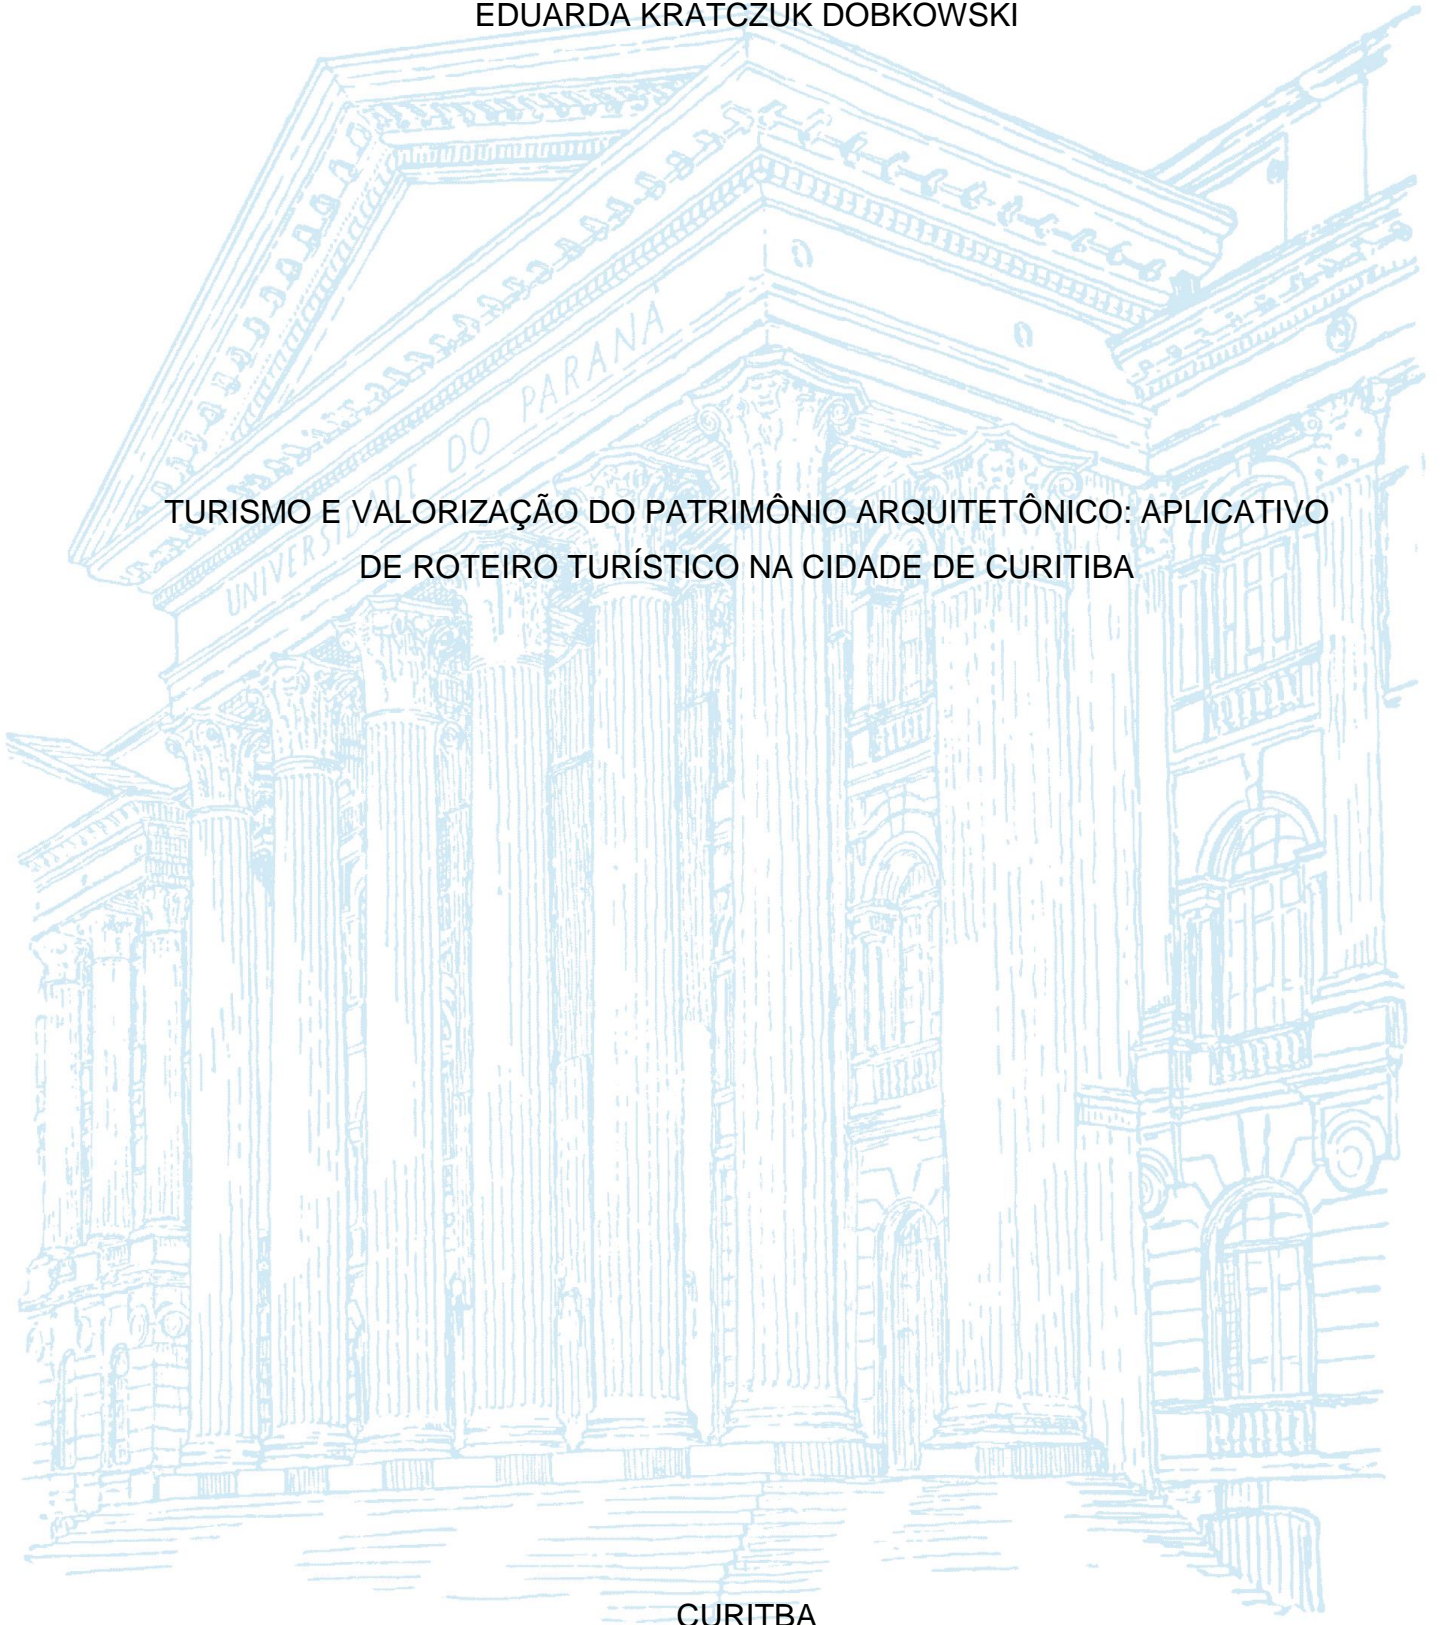 EDUARDA KRATCZUK DOBKOWSKI
UNIVERSIDADE DO PARANÁ
TURISMO E VALORIZAÇÃO DO PATRIMÔNIO ARQUITETÔNICO: APLICATIVO
DE ROTEIRO TURÍSTICO NA CIDADE DE CURITIBA
CURITBA